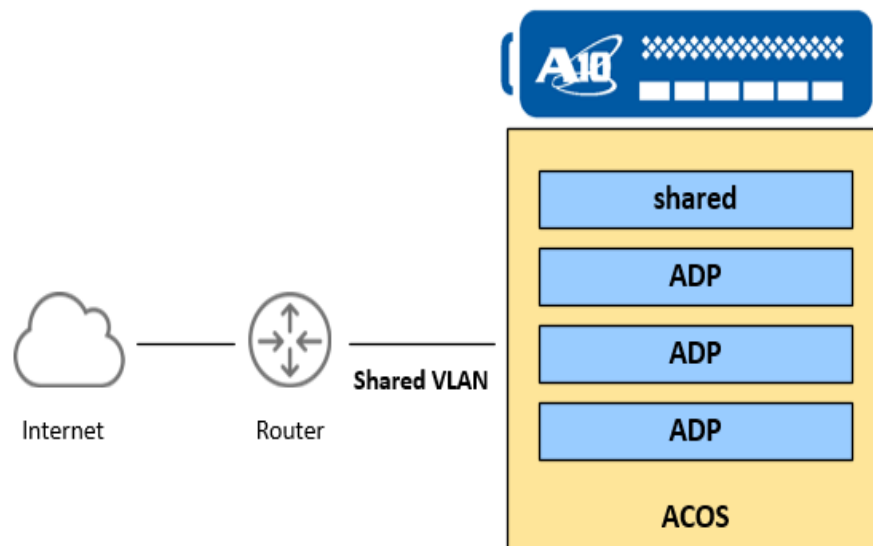 A10
shared
ADP
ADP
Shared VLAN
ADP
Internet
Router
ACOS